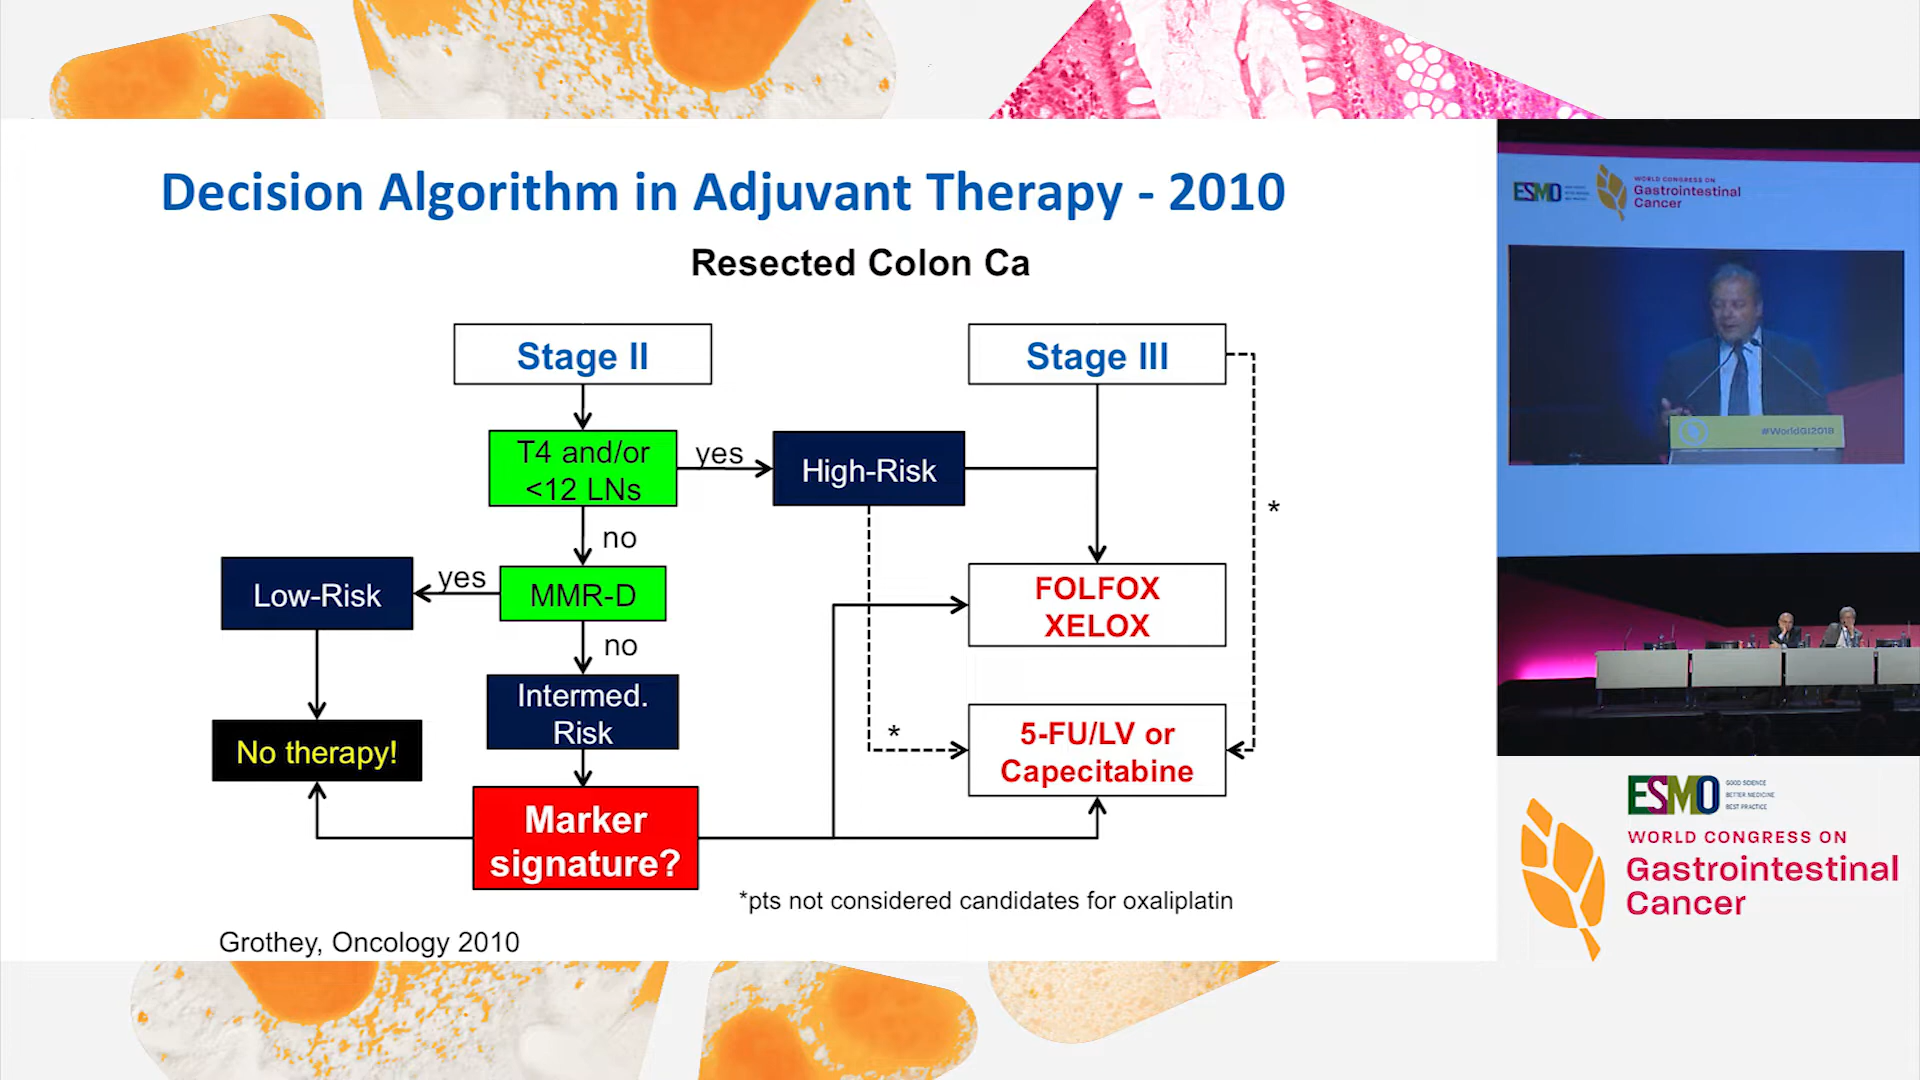 Decision Algorithm in Adjuvant Therapy - 2010
Resected Colon Ca
Stage II
Stage III
T4 and/or
<12 LNs
yes
High-Risk
*
no
Low-Risk
yes
MMR-D
FOLFOX
XELOX
no
Intermed.
Risk
No therapy!
*
5-FU/LV or
Capecitabine
Marker
signature?
*pts not considered candidates for oxaliplatin
Grothey, Oncology 2010
ESMO
WORLD CONGRESS ON
Gastrointestinal
Cancer
#WorldGI2018
ESMO
GOOD SCIENCE
BETTER MEDICINE
BEST PRACTICE
WORLD CONGRESS ON
Gastrointestinal
Cancer